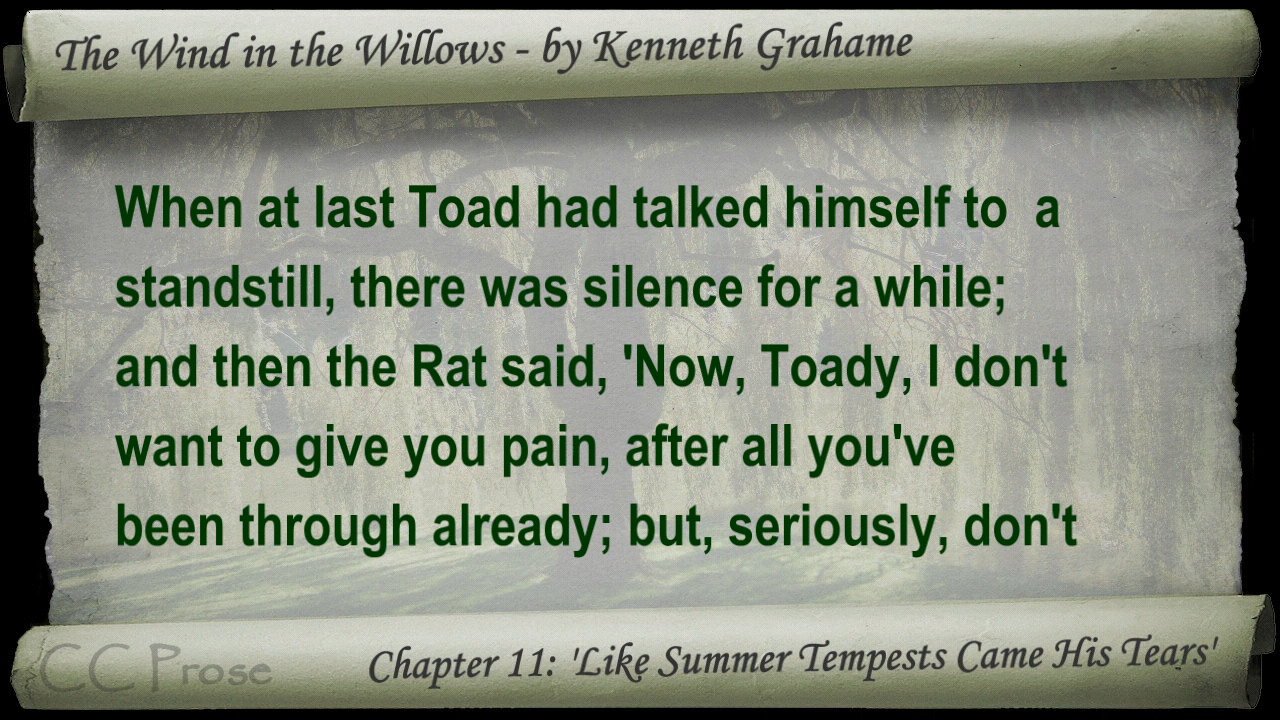 The Wind in the Willows - by Kenneth Grahame
When at last Toad had talked himself to  a
standstill, there was silence for a while;
and then the Rat said, 'Now, Toady, I don't
want to give you pain, after all you've
been through already; but, seriously, don't
CC Prose
Chapter 11: 'Like Summer Tempests Came His Tears'